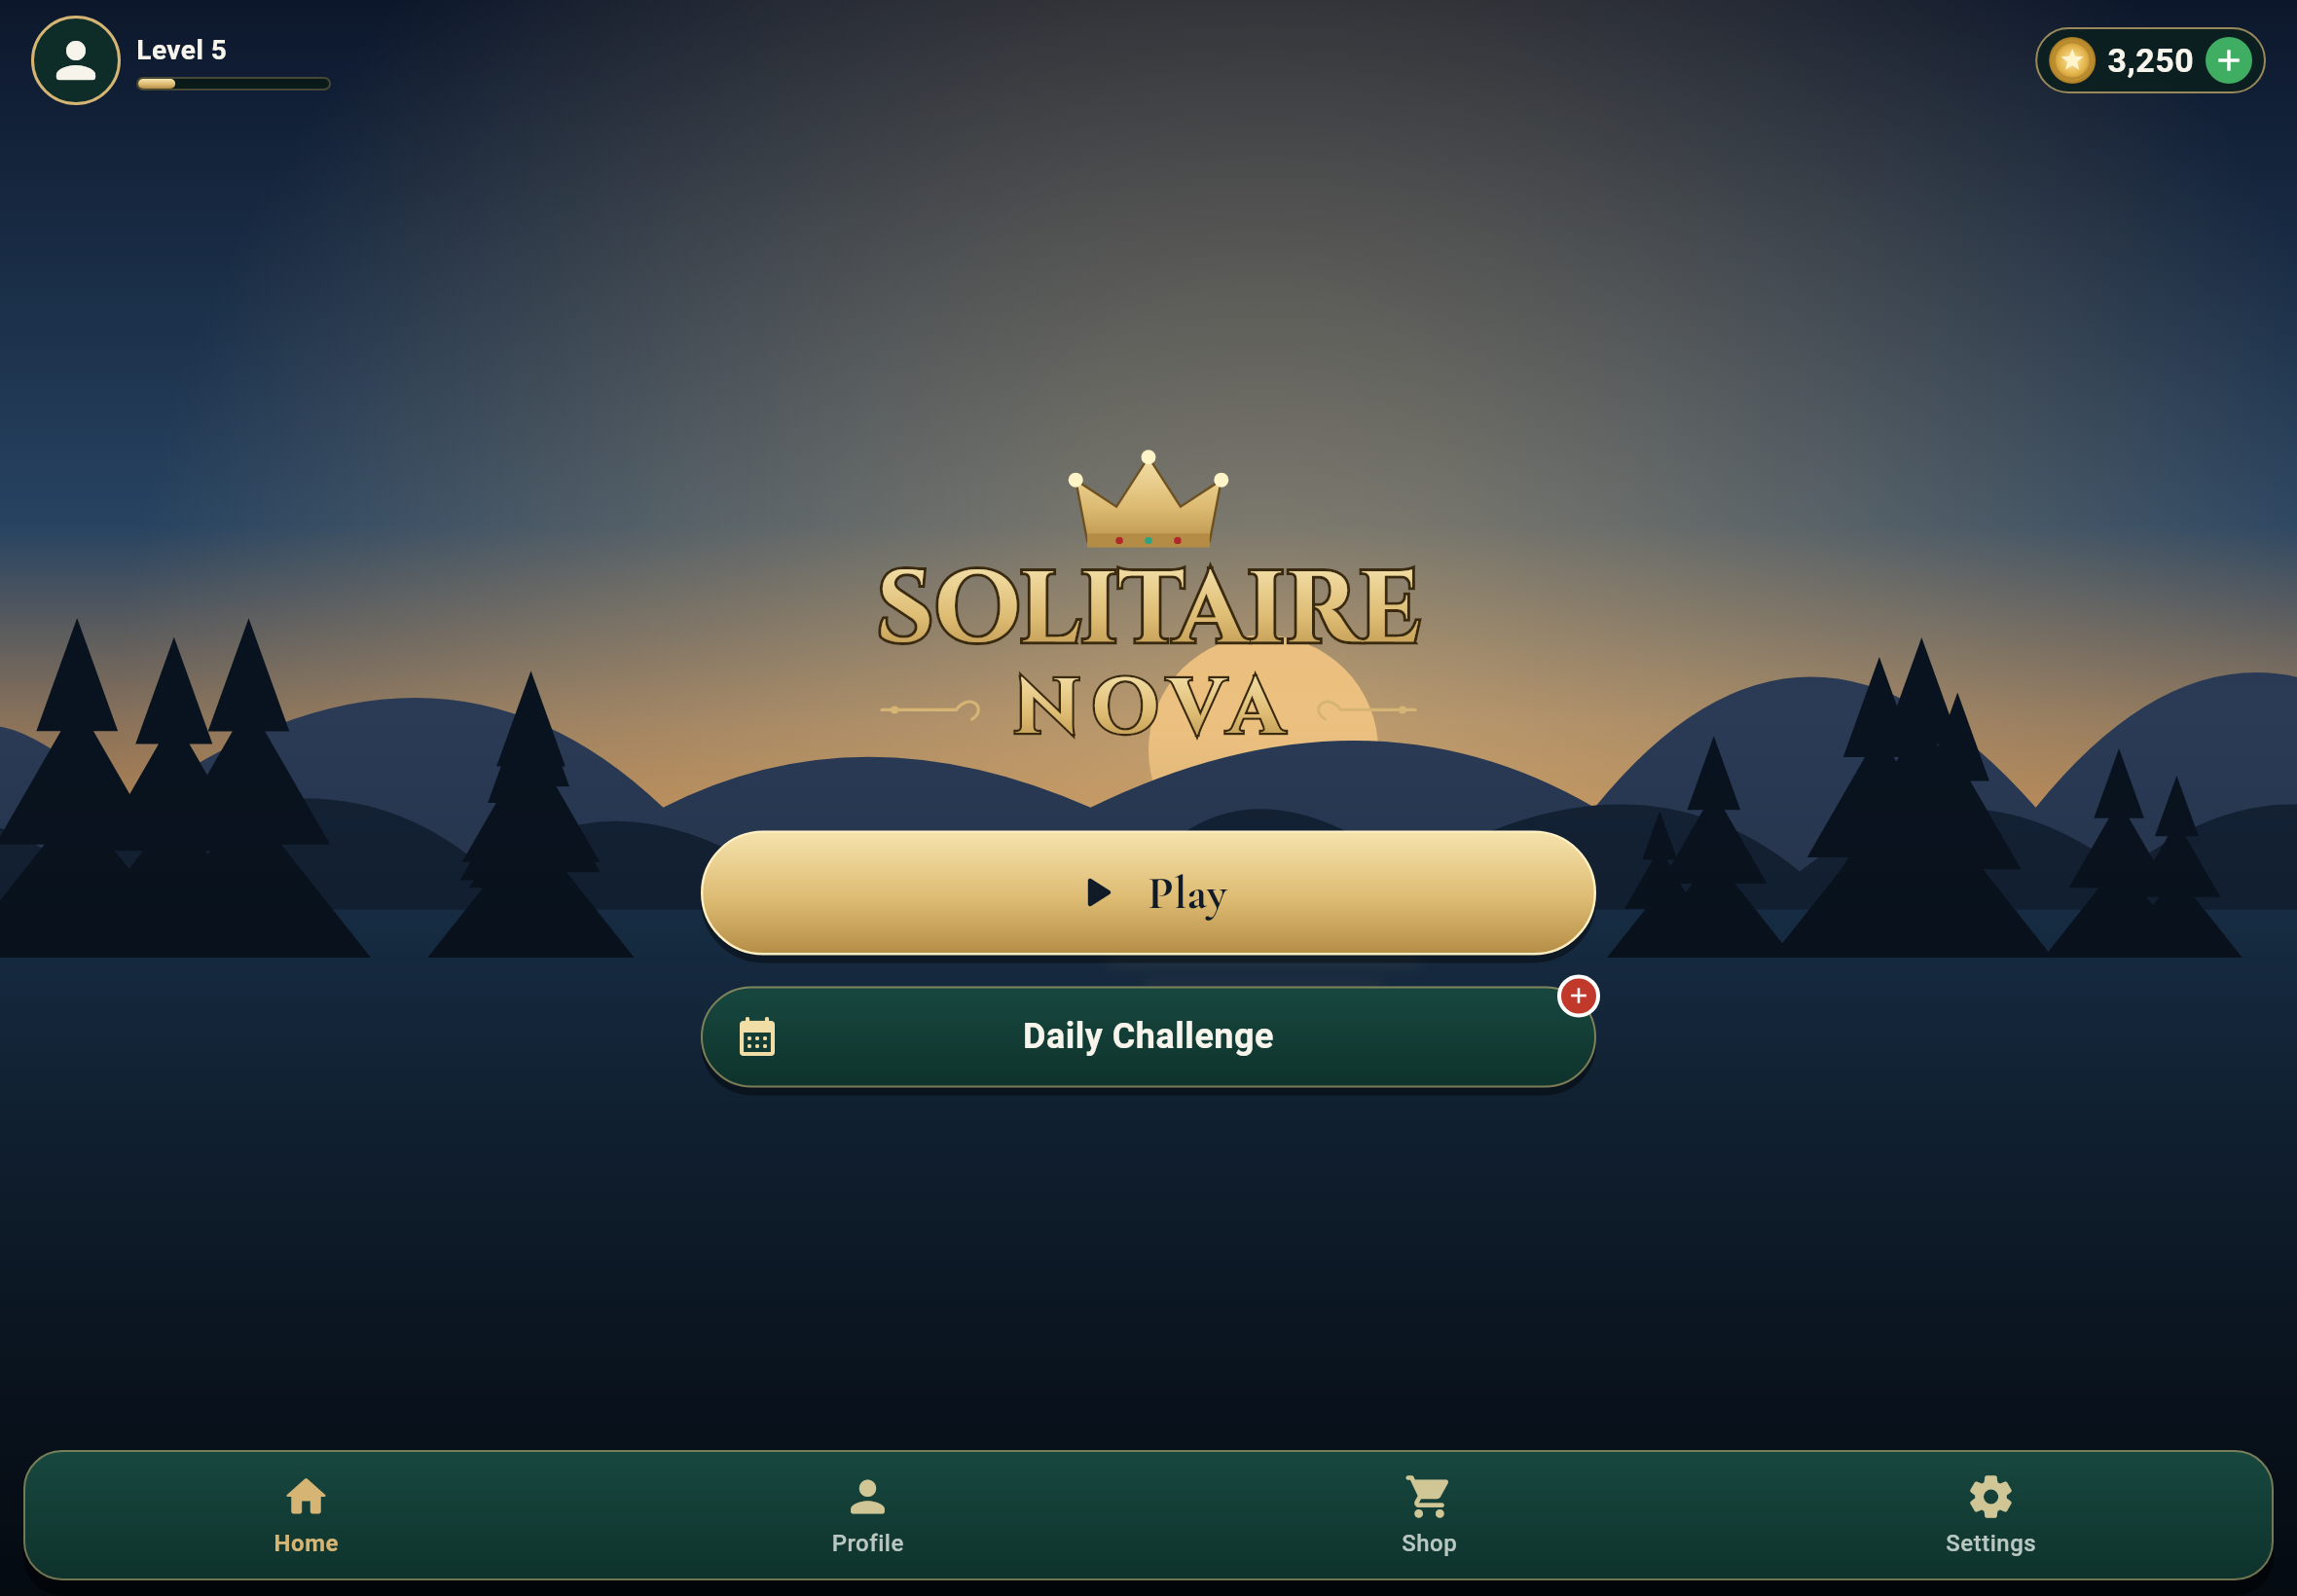 Level 5
3,250
SOLITAIRE
NOVA
Play
Daily Challenge
Home
Profile
Shop
Settings